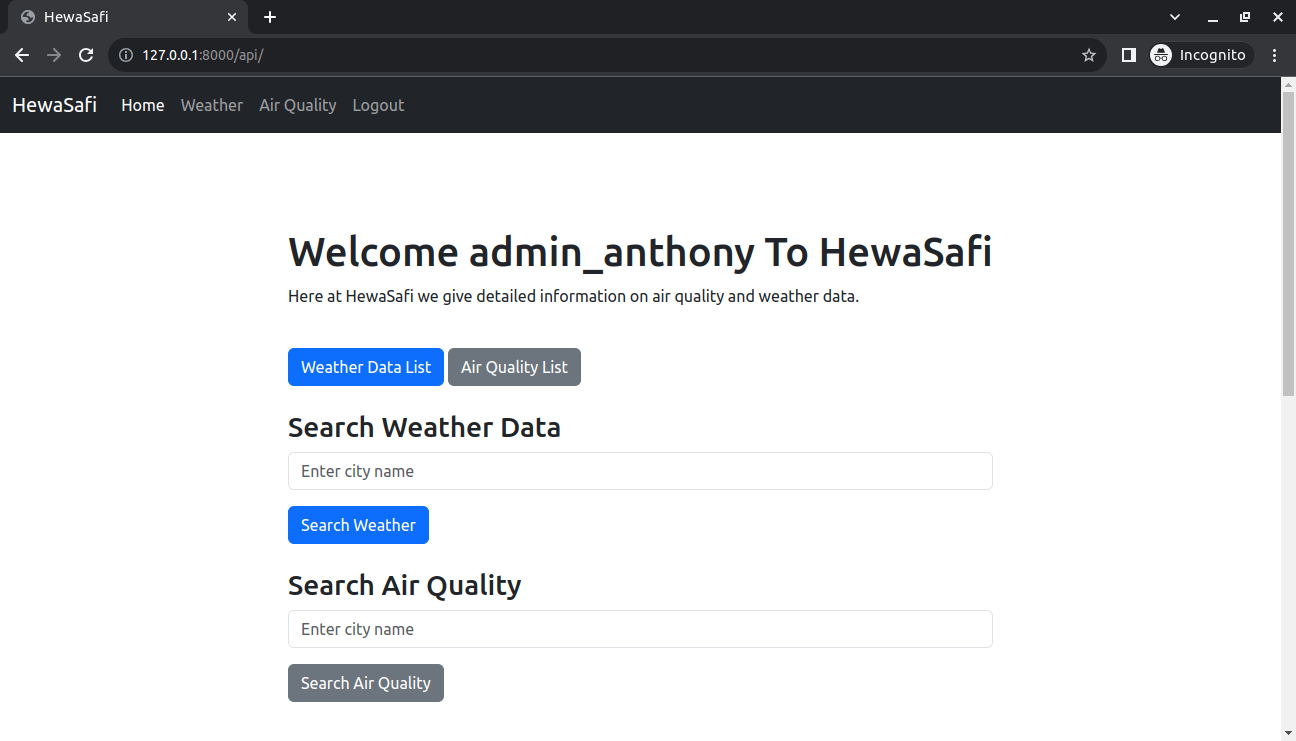 HewaSafi
127.0.0.1:8000/api/
Incognito
HewaSafi Home Weather Air Quality Logout
Welcome admin_anthony To HewaSafi
Here at HewaSafi we give detailed information on air quality and weather data.
Weather Data List Air Quality List
Search Weather Data
Enter city name
Search Weather
Search Air Quality
Enter city name
Search Air Quality